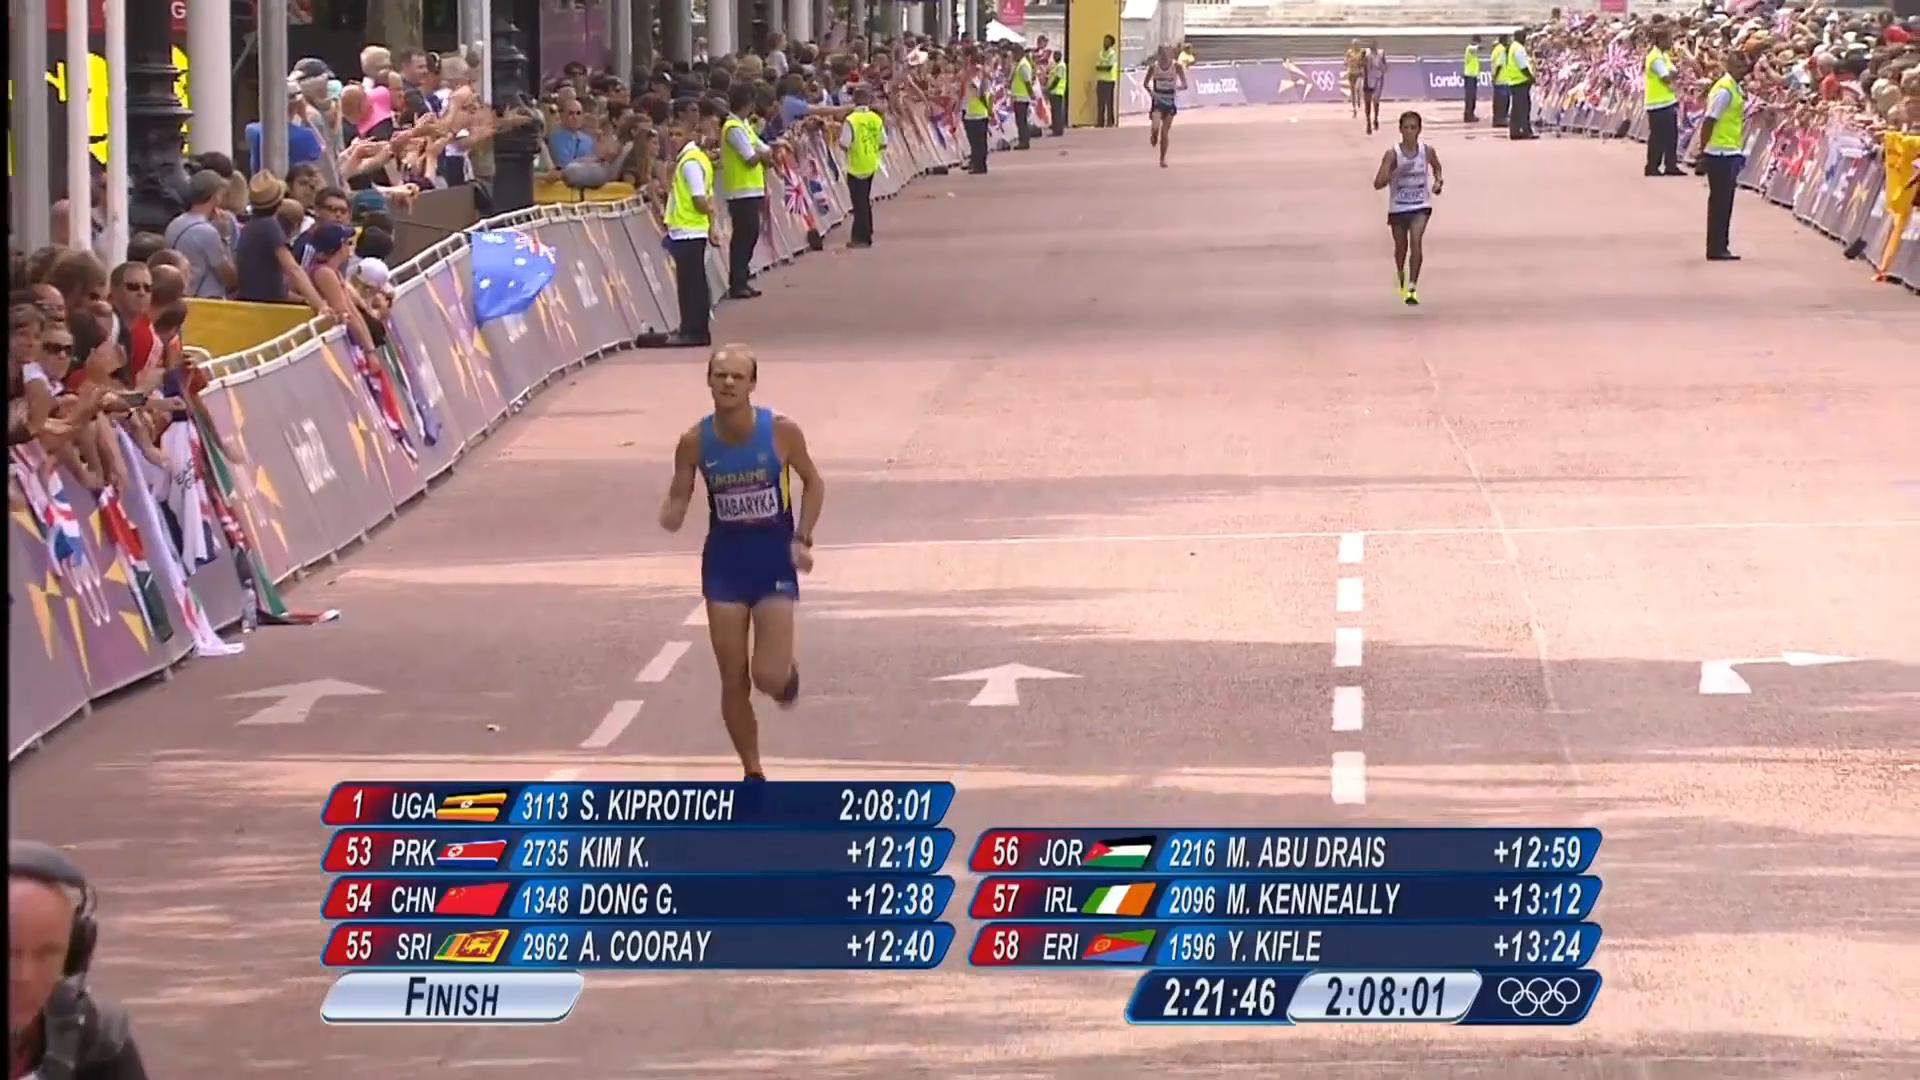 London 2012
London 2012
UKRAINE
BABARYKA
1 UGA 3113 S. KIPROTICH 2:08:01
53 PRK 2735 KIM K. +12:19
54 CHN 1348 DONG G. +12:38
55 SRI 2962 A. COORAY +12:40
56 JOR 2216 M. ABU DRAIS +12:59
57 IRL 2096 M. KENNEALLY +13:12
58 ERI 1596 Y. KIFLE +13:24
FINISH
2:21:46 2:08:01